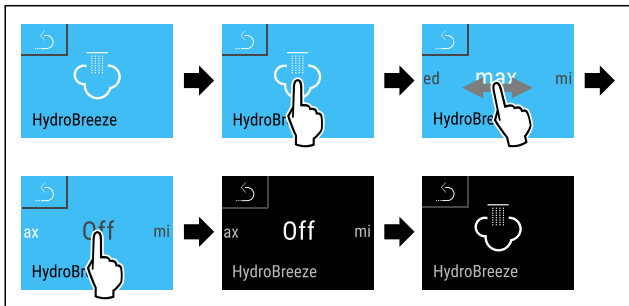 HydroBreeze
HydroBr
ed max mi
HydroBre
ax Off mi
HydroBr
ax Off mi
HydroBreeze
HydroBreeze